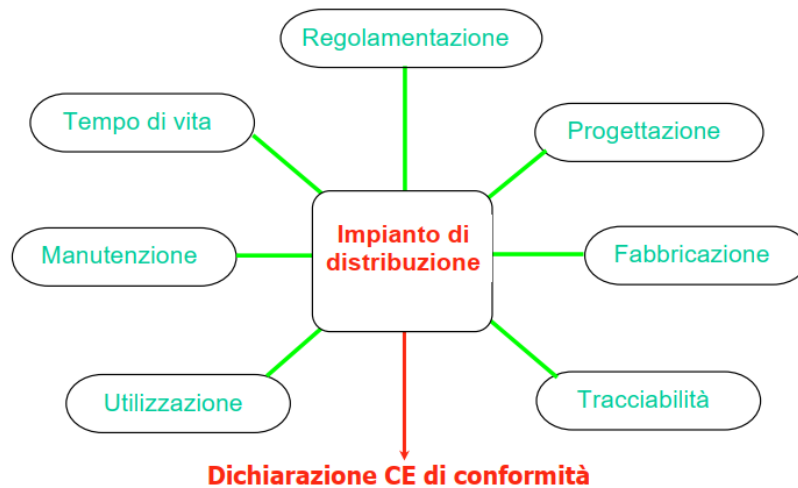 Regolamentazione
Tempo di vita
Progettazione
Impianto di
distribuzione
Manutenzione
Fabbricazione
Utilizzazione
Tracciabilità
Dichiarazione CE di conformità